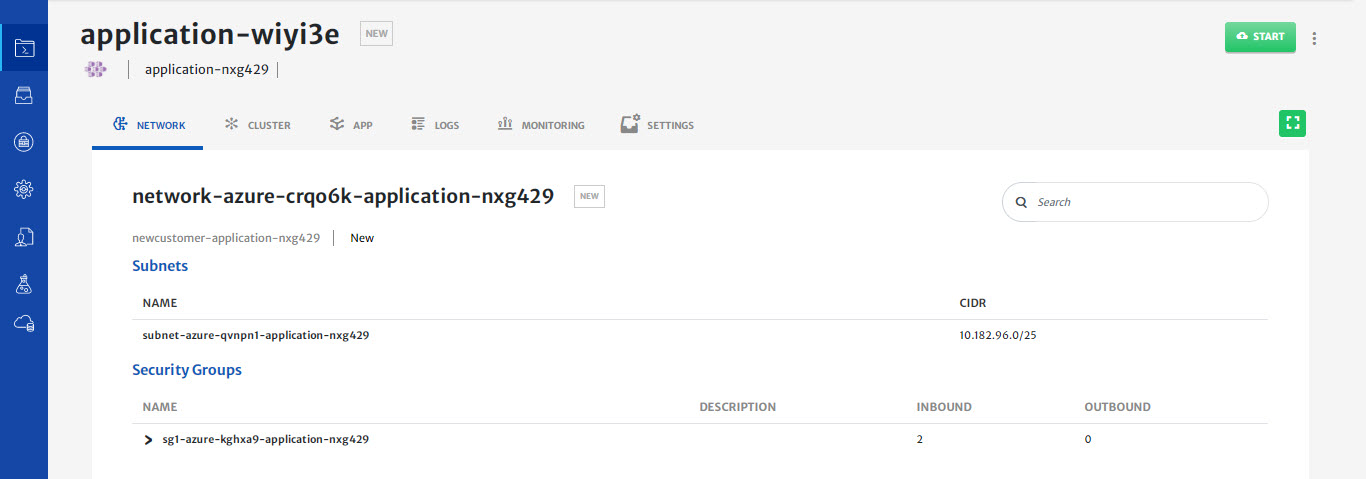 application-wiyi3e NEW
START
application-nxg429
NETWORK CLUSTER APP LOGS MONITORING SETTINGS
network-azure-crqo6k-application-nxg429 NEW
Search
newcustomer-application-nxg429 New
Subnets
NAME CIDR
subnet-azure-qvnpn1-application-nxg429 10.182.96.0/25
Security Groups
NAME DESCRIPTION INBOUND OUTBOUND
sg1-azure-kghxa9-application-nxg429 2 0